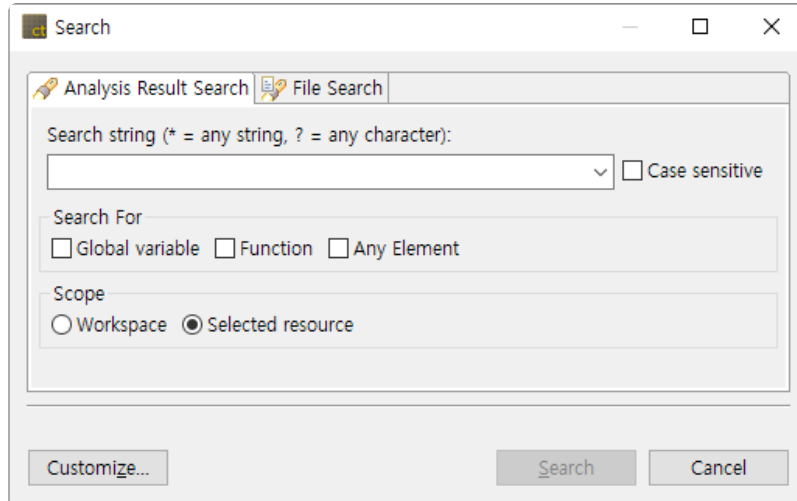 ct Search
Analysis Result Search File Search
Search string (* = any string, ? = any character):
Case sensitive
Search For
Global variable Function Any Element
Scope
Workspace Selected resource
Customize... Search Cancel